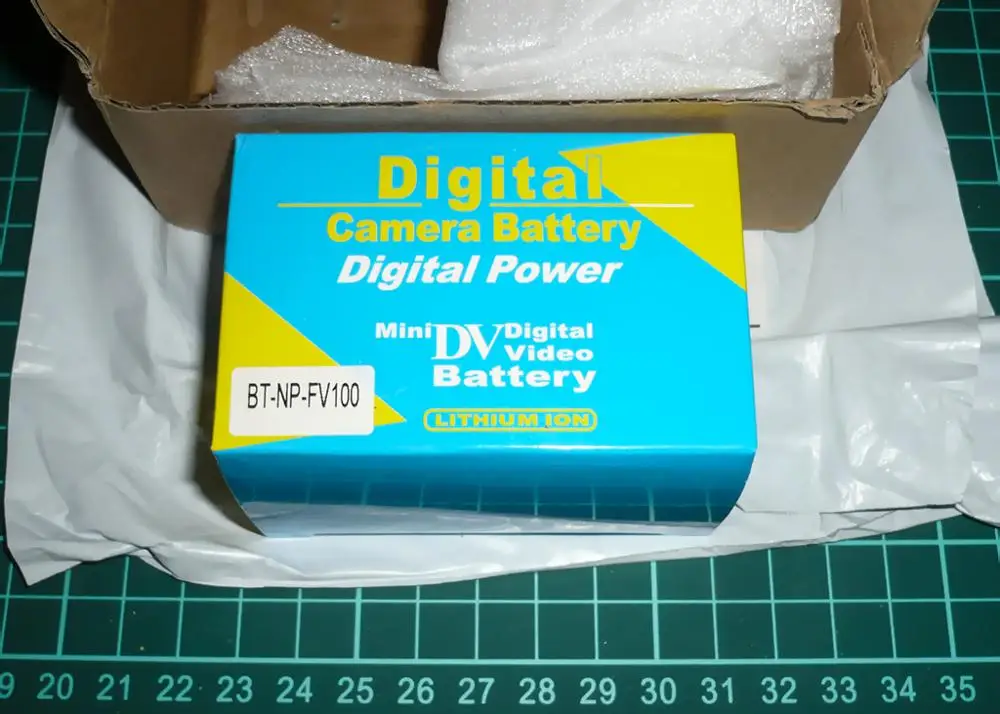 Digital
Camera Battery
Digital Power
Mini DV Digital
Video
Battery
BT-NP-FV100
LITHIUM ION
9 20 21 22 23 24 25 26 27 28 29 30 31 32 33 34 35